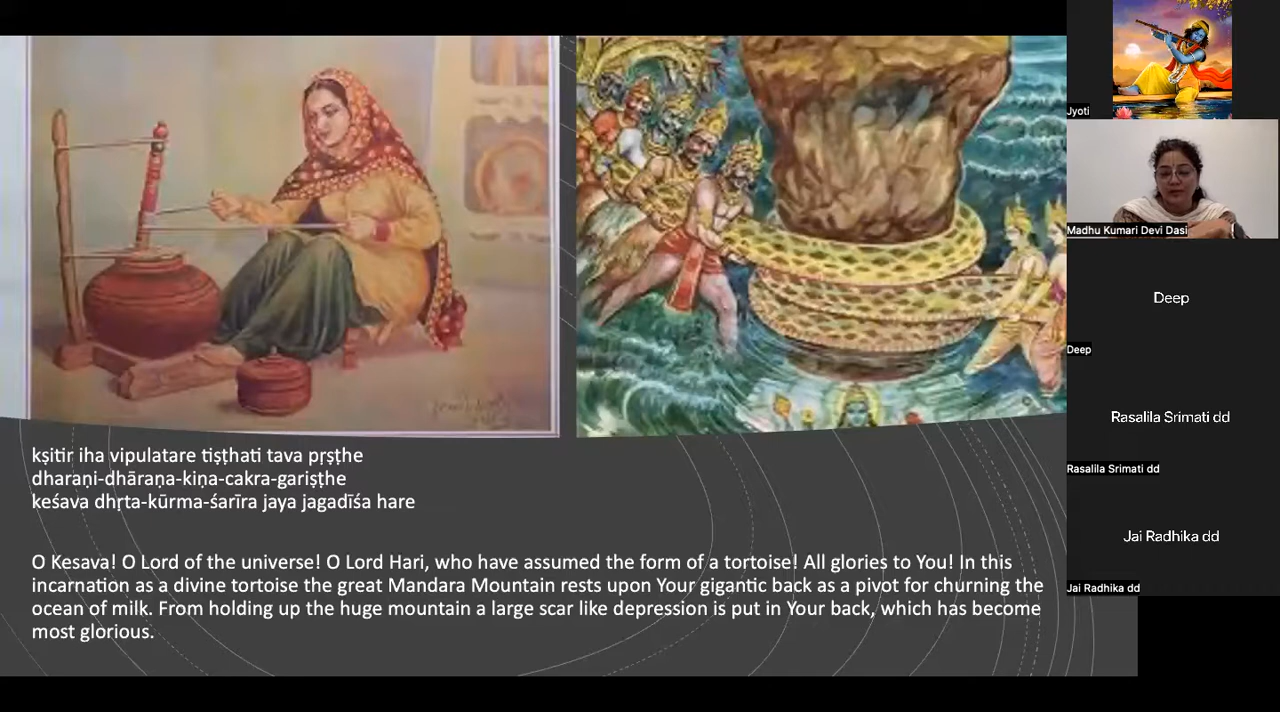 kṣitir iha vipulatare tiṣṭhati tava pṛṣṭhe
dharaṇi-dhāraṇa-kiṇa-cakra-gariṣṭhe
keśava dhṛta-kūrma-śarīra jaya jagadīśa hare
O Kesava! O Lord of the universe! O Lord Hari, who have assumed the form of a tortoise! All glories to You! In this
incarnation as a divine tortoise the great Mandara Mountain rests upon Your gigantic back as a pivot for churning the
ocean of milk. From holding up the huge mountain a large scar like depression is put in Your back, which has become
most glorious.
Jyoti
Madhu Kumari Devi Dasi
Deep
Deep
Rasalila Srimati dd
Rasalila Srimati dd
Jai Radhika dd
Jai Radhika dd